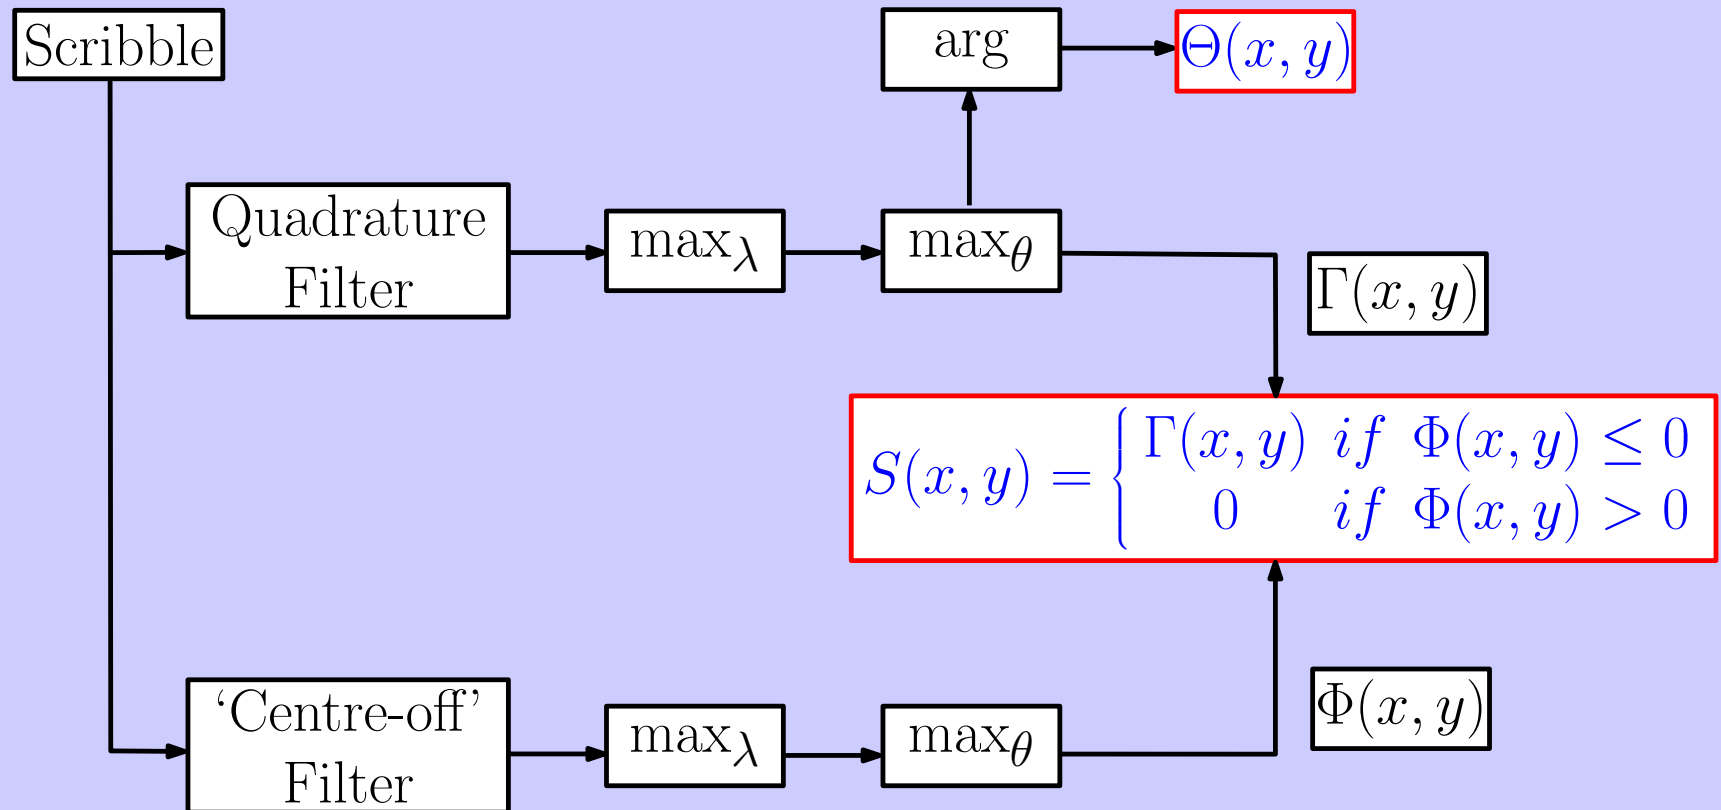 Scribble
arg
Θ(x, y)
Quadrature
Filter
max_λ
max_θ
Γ(x, y)
S(x, y) = { Γ(x, y) if Φ(x, y) ≤ 0
0 if Φ(x, y) > 0
Φ(x, y)
‘Centre-off’
Filter
max_λ
max_θ